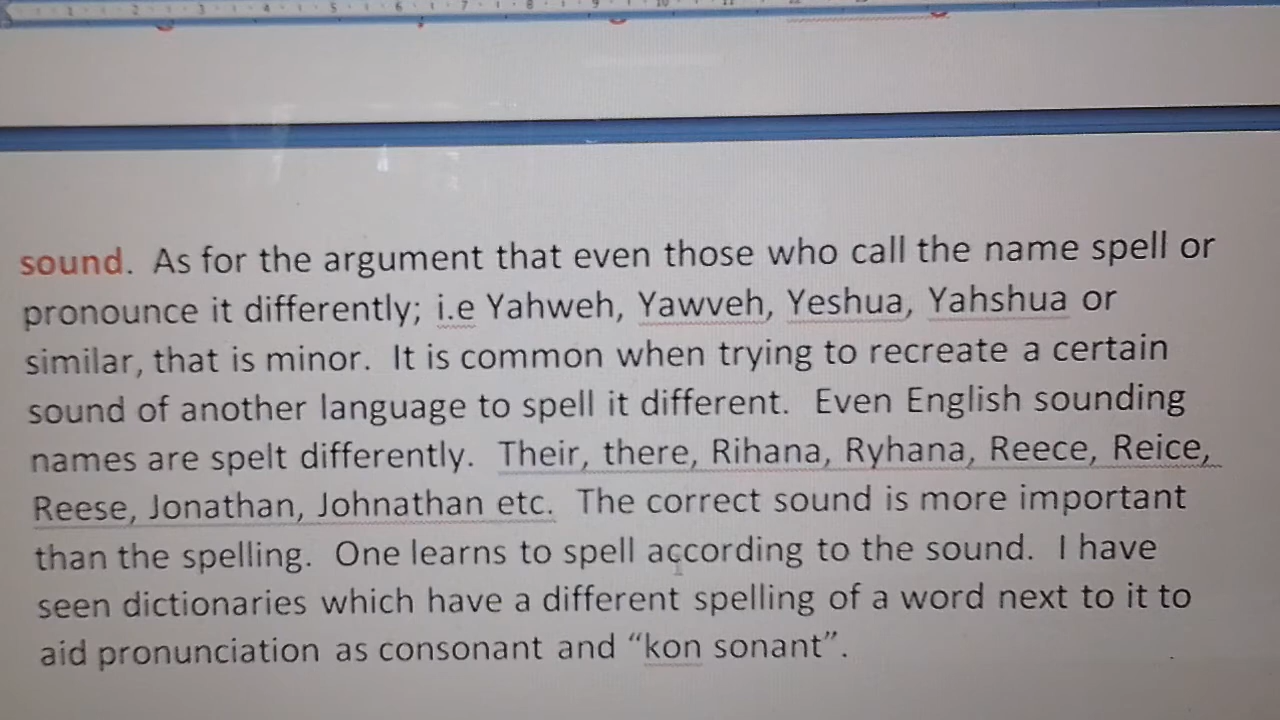 sound.  As for the argument that even those who call the name spell or
pronounce it differently; i.e Yahweh, Yawveh, Yeshua, Yahshua or
similar, that is minor.  It is common when trying to recreate a certain
sound of another language to spell it different.  Even English sounding
names are spelt differently.  Their, there, Rihana, Ryhana, Reece, Reice,
Reese, Jonathan, Johnathan etc.  The correct sound is more important
than the spelling.  One learns to spell according to the sound.  I have
seen dictionaries which have a different spelling of a word next to it to
aid pronunciation as consonant and “kon sonant”.